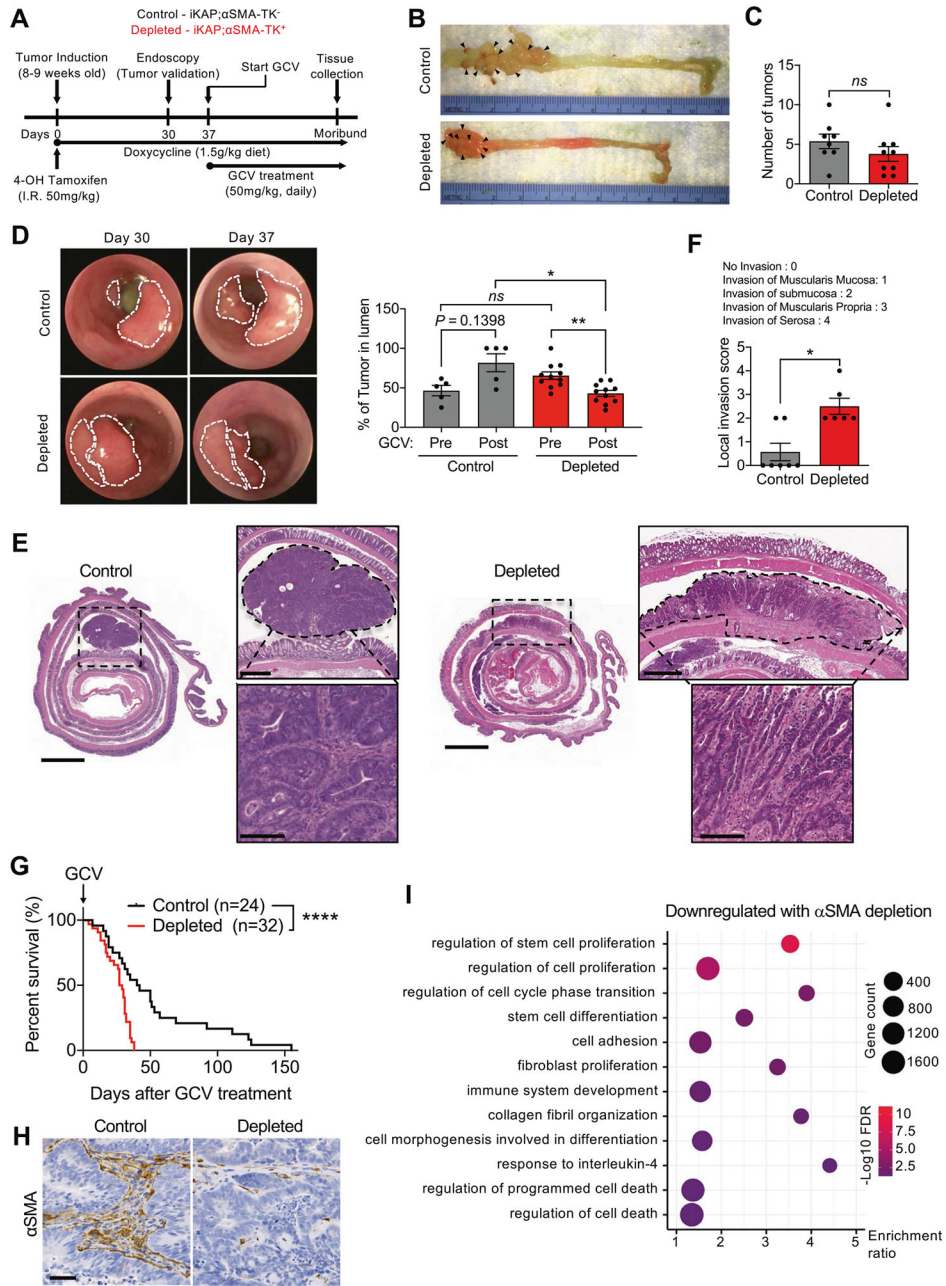 A
Control - iKAP;αSMA-TK-
Depleted - iKAP;αSMA-TK+
Tumor Induction
(8-9 weeks old)
Endoscopy
(Tumor validation)
Start GCV
Tissue
collection
Days 0
30
37
Moribund
Doxycycline (1.5g/kg diet)
4-OH Tamoxifen
(I.R. 50mg/kg)
GCV treatment
(50mg/kg, daily)
B
Control
Depleted
C
ns
Number of tumors
15
10
5
0
Control
Depleted
D
Day 30
Day 37
Control
Depleted
*
ns
P = 0.1398
**
% of Tumor in lumen
150
100
50
0
GCV: Pre Post Pre Post
Control
Depleted
F
No Invasion : 0
Invasion of Muscularis Mucosa: 1
Invasion of submucosa : 2
Invasion of Muscularis Propria : 3
Invasion of Serosa : 4
*
Local invasion score
5
4
3
2
1
0
Control
Depleted
E
Control
Depleted
G
GCV
Control (n=24)
Depleted (n=32)
****
Percent survival (%)
100
50
0
0 50 100 150
Days after GCV treatment
H
Control
Depleted
αSMA
I
Downregulated with αSMA depletion
regulation of stem cell proliferation
regulation of cell proliferation
regulation of cell cycle phase transition
stem cell differentiation
cell adhesion
fibroblast proliferation
immune system development
collagen fibril organization
cell morphogenesis involved in differentiation
response to interleukin-4
regulation of programmed cell death
regulation of cell death
1 2 3 4 5
Enrichment
ratio
Gene count
400
800
1200
1600
-Log10 FDR
10
7.5
5.0
2.5